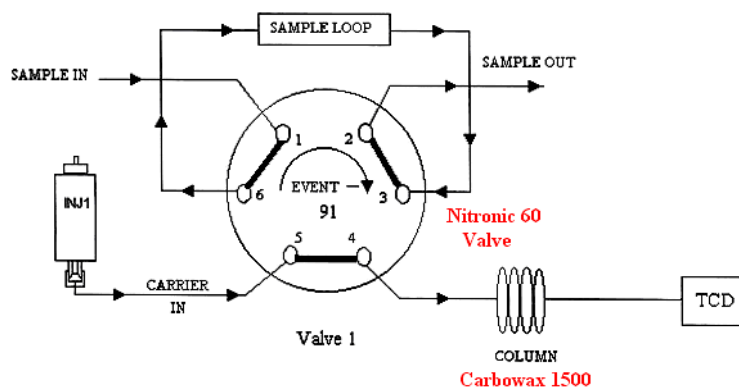 SAMPLE LOOP
SAMPLE IN
SAMPLE OUT
1
2
INJ1
6
EVENT
3
91
Nitronic 60
Valve
5
4
CARRIER
IN
TCD
Valve 1
COLUMN
Carbowax 1500